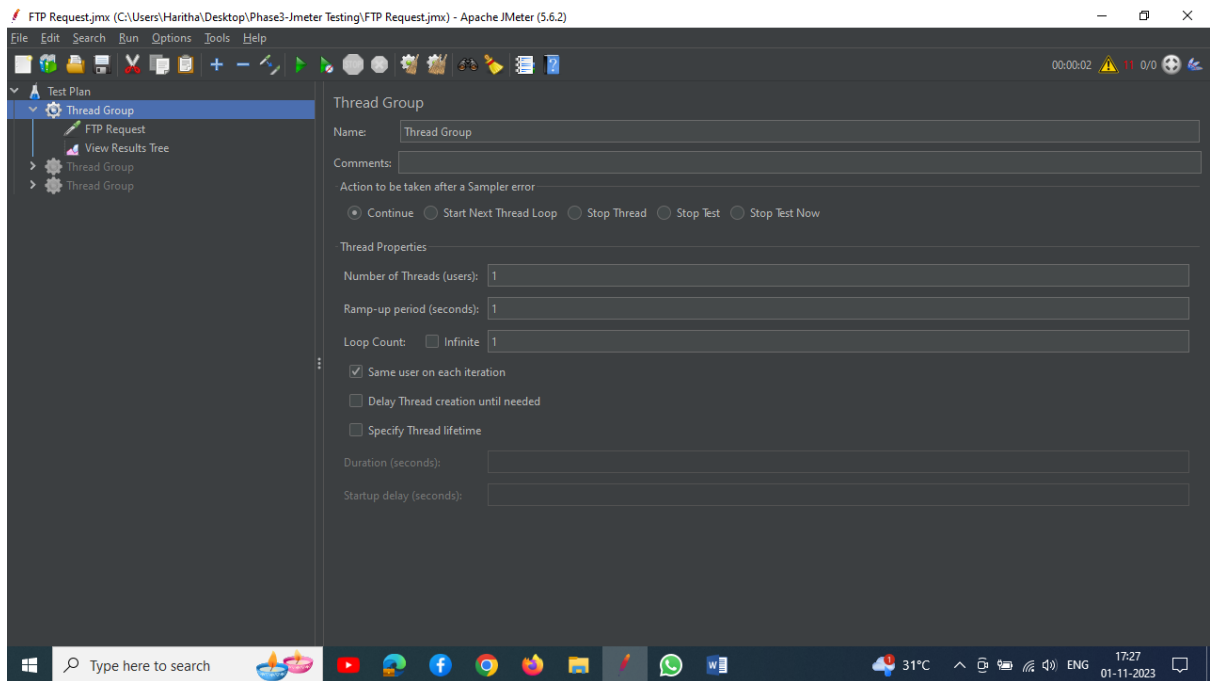 FTP Request.jmx (C:\Users\Haritha\Desktop\Phase3-Jmeter Testing\FTP Request.jmx) - Apache JMeter (5.6.2)
File Edit Search Run Options Tools Help
00:00:02 11 0/0
Test Plan
Thread Group
FTP Request
View Results Tree
Thread Group
Thread Group
Thread Group
Name: Thread Group
Comments:
Action to be taken after a Sampler error
Continue Start Next Thread Loop Stop Thread Stop Test Stop Test Now
Thread Properties
Number of Threads (users): 1
Ramp-up period (seconds): 1
Loop Count: Infinite 1
Same user on each iteration
Delay Thread creation until needed
Specify Thread lifetime
Duration (seconds):
Startup delay (seconds):
Type here to search
1 31°C ENG 17:27
01-11-2023